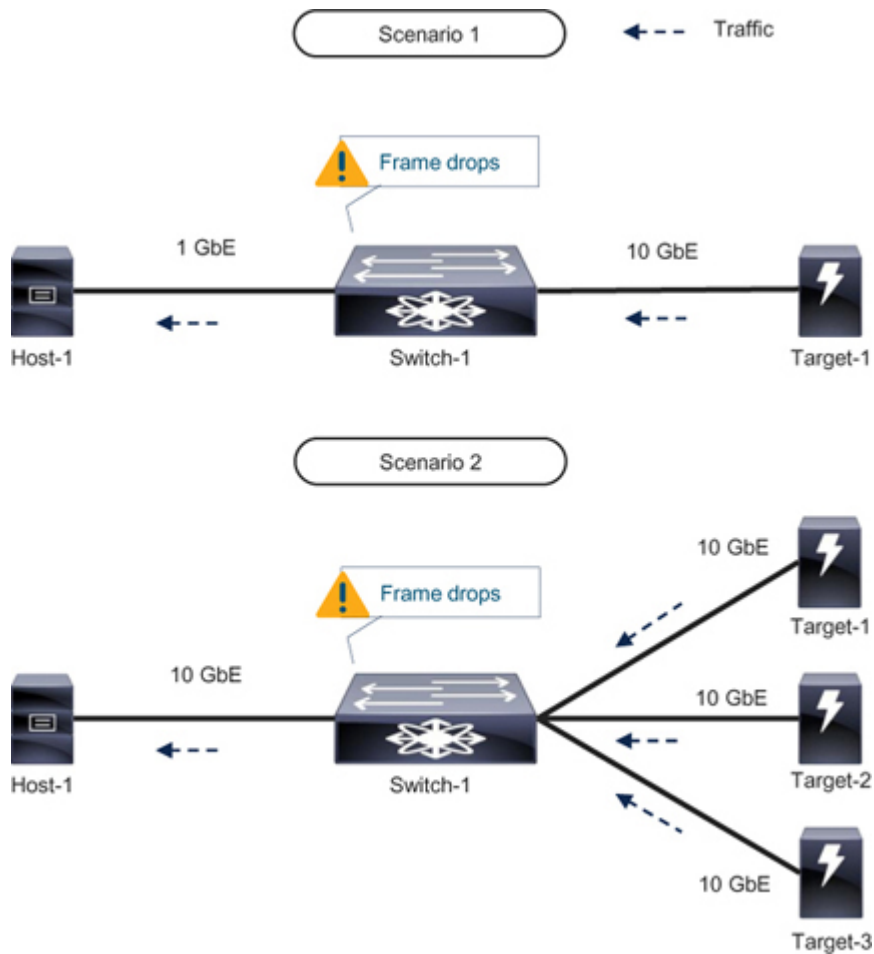 Scenario 1
Traffic
Frame drops
1 GbE
10 GbE
Host-1
Switch-1
Target-1
Scenario 2
10 GbE
Target-1
Frame drops
10 GbE
10 GbE
Host-1
Switch-1
Target-2
10 GbE
Target-3